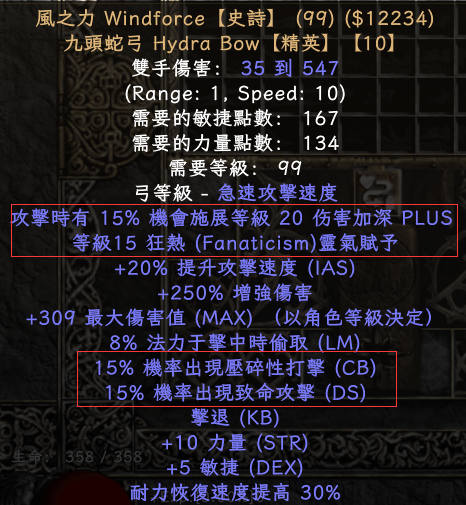 風之力 Windforce【史詩】 (99) ($12234)
九頭蛇弓 Hydra Bow【精英】【10】
雙手傷害： 35 到 547
(Range: 1, Speed: 10)
需要的敏捷點數： 167
需要的力量點數： 134
需要等級： 99
弓等級 - 急速攻擊速度
攻擊時有 15% 機會施展等級 20 伤害加深 PLUS
等級15 狂熱 (Fanaticism)靈氣賦予
+20% 提升攻擊速度 (IAS)
+250% 增強傷害
+309 最大傷害值 (MAX) （以角色等級決定）
8% 法力于擊中時偷取 (LM)
15% 機率出現壓碎性打擊 (CB)
15% 機率出現致命攻擊 (DS)
擊退 (KB)
+10 力量 (STR)
生命： 358 / 358
+5 敏捷 (DEX)
耐力恢復速度提高 30%